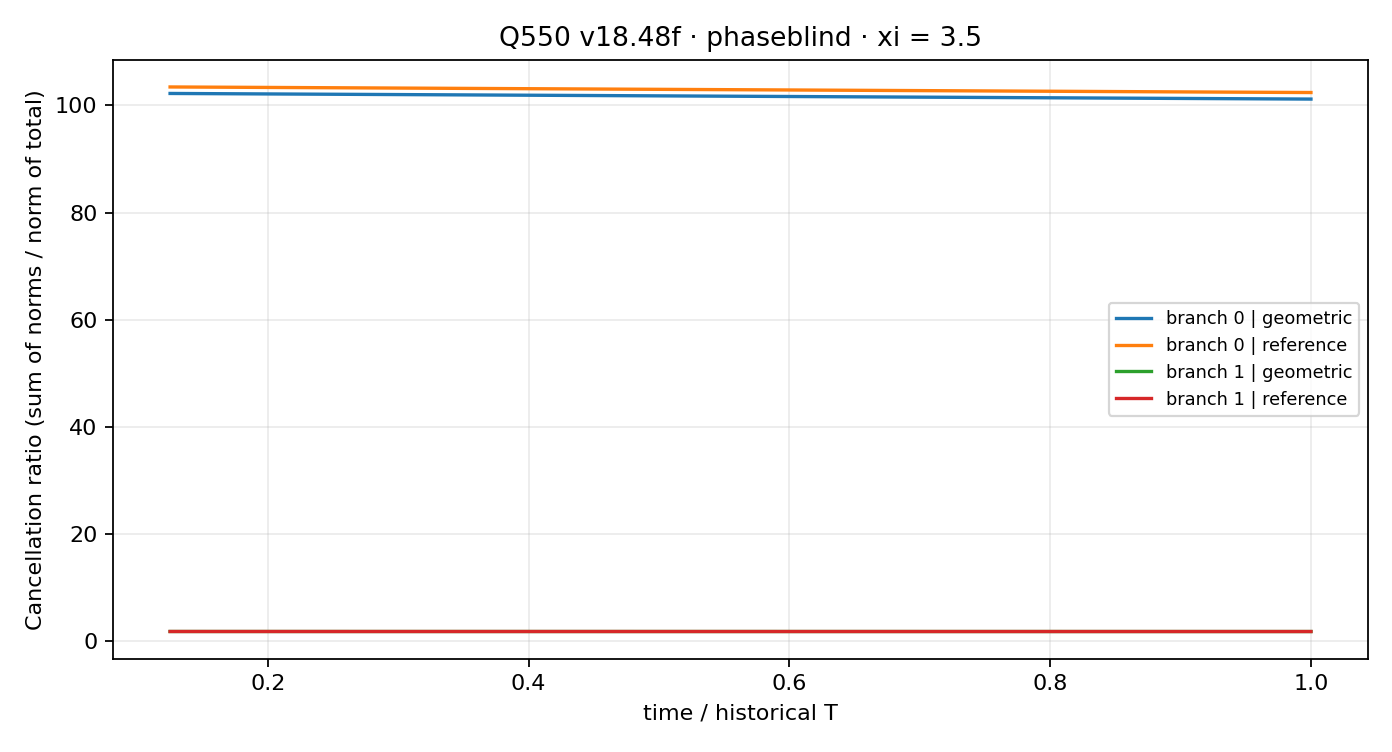 Q550 v18.48f · phaseblind · xi = 3.5
Cancellation ratio (sum of norms / norm of total)
100
80
60
40
20
0
branch 0 | geometric
branch 0 | reference
branch 1 | geometric
branch 1 | reference
0.2
0.4
0.6
0.8
1.0
time / historical T